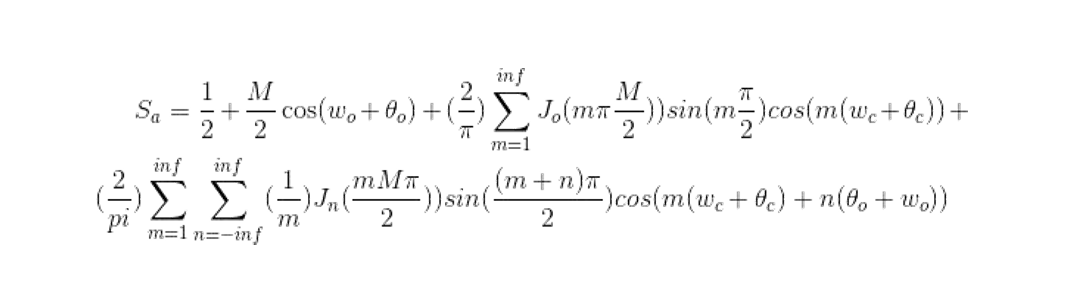 S_a = \frac{1}{2} + \frac{M}{2} \cos(w_o + \theta_o) + (\frac{2}{\pi}) \sum_{m=1}^{inf} J_o(m\pi\frac{M}{2}))sin(m\frac{\pi}{2})cos(m(w_c + \theta_c)) +
(\frac{2}{pi}) \sum_{m=1}^{inf} \sum_{n=-inf}^{inf} (\frac{1}{m})J_n(\frac{mM\pi}{2}))sin(\frac{(m+n)\pi}{2})cos(m(w_c + \theta_c) + n(\theta_o + w_o))